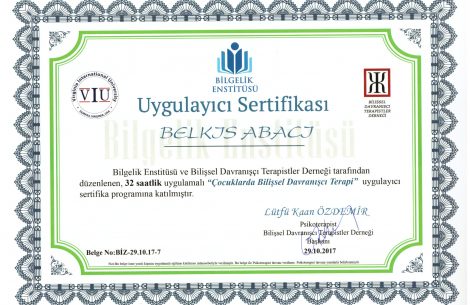 BİLGELİK
ENSTİTÜSÜ
Virginia International University
VIU
BİLİŞSEL
DAVRANIŞÇI
TERAPİSTLER
DERNEĞİ
Uygulayıcı Sertifikası
BELKIS ABACI
Bilgelik Enstitüsü
Bilgelik Enstitüsü ve Bilişsel Davranışçı Terapistler Derneği tarafından
düzenlenen, 32 saatlik uygulamalı "Çocuklarda Bilişsel Davranışçı Terapi" uygulayıcı
sertifika programına katılmıştır.
Lütfü Kaan ÖZDEMİR
Psikoterapist
Bilişsel Davranışçı Terapistler Derneği
Başkanı
29.10.2017
Belge No:BİZ-29.10.17-7